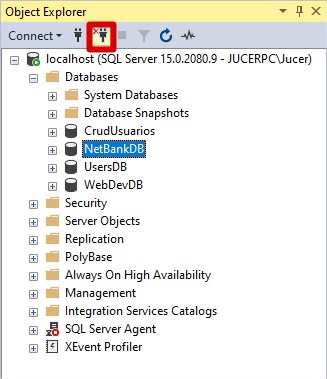 Object Explorer
Connect
localhost (SQL Server 15.0.2080.9 - JUCERPC\Jucer)
Databases
System Databases
Database Snapshots
CrudUsuarios
NetBankDB
UsersDB
WebDevDB
Security
Server Objects
Replication
PolyBase
Always On High Availability
Management
Integration Services Catalogs
SQL Server Agent
XEvent Profiler